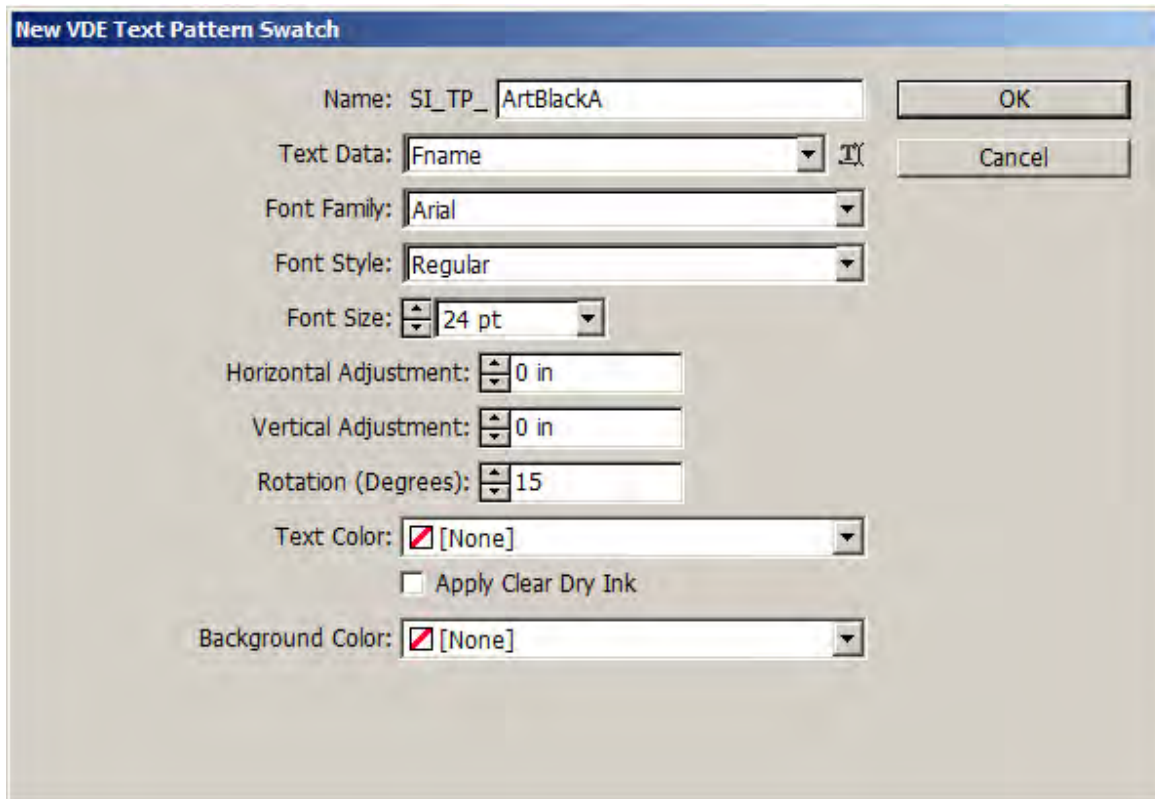 New VDE Text Pattern Swatch
Name: SI_TP_ ArtBlackA OK
Text Data: Fname T Cancel
Font Family: Arial
Font Style: Regular
Font Size: 24 pt
Horizontal Adjustment: 0 in
Vertical Adjustment: 0 in
Rotation (Degrees): 15
Text Color: [None]
Apply Clear Dry Ink
Background Color: [None]